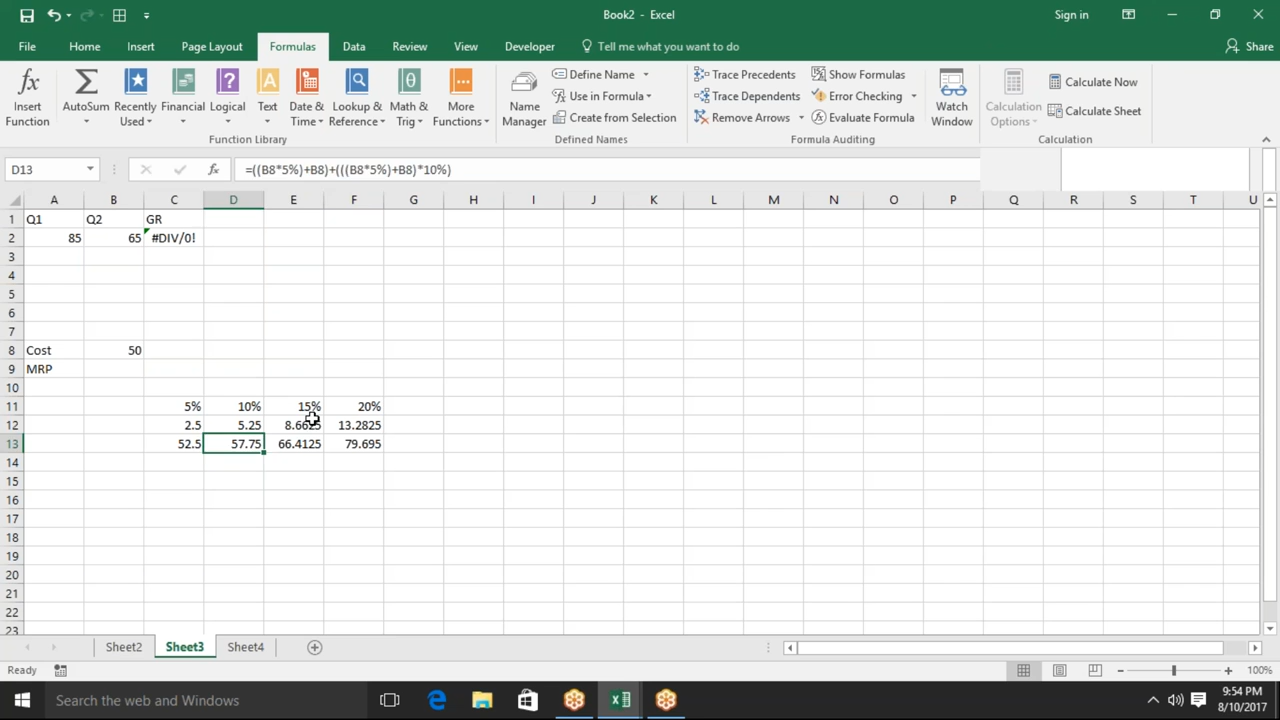 Book2 - Excel
Sign in
File Home Insert Page Layout Formulas Data Review View Developer Tell me what you want to do Share
Insert Function
AutoSum
Recently Used
Financial
Logical
Text
Date & Time
Lookup & Reference
Math & Trig
More Functions
Function Library
Name Manager
Define Name
Use in Formula
Create from Selection
Defined Names
Trace Precedents
Trace Dependents
Remove Arrows
Show Formulas
Error Checking
Evaluate Formula
Formula Auditing
Watch Window
Calculation Options
Calculate Now
Calculate Sheet
Calculation
D13 fx =((B8*5%)+B8)+(((B8*5%)+B8)*10%)
A B C D E F G H I J K L M N O P Q R S T U
1 Q1 Q2 GR
2 85 65 #DIV/0!
3
4
5
6
7
8 Cost 50
9 MRP
10
11 5% 10% 15% 20%
12 2.5 5.25 8.6625 13.2825
13 52.5 57.75 66.4125 79.695
14
15
16
17
18
19
20
21
22
23
Sheet2 Sheet3 Sheet4
Ready 100%
Search the web and Windows
9:54 PM
8/10/2017